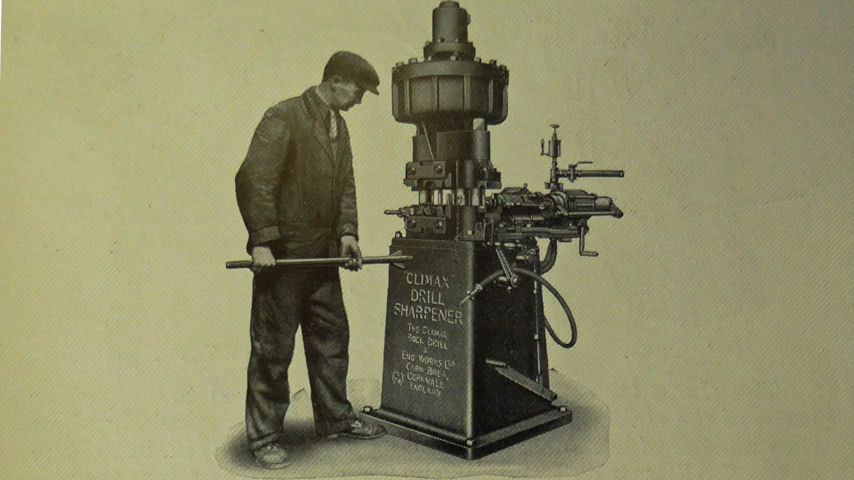 "CLIMAX"
DRILL
SHARPENER
THE CLIMAX
ROCK DRILL
&
ENG WORKS LTD
CARN BREA,
CORNWALL
ENGLAND